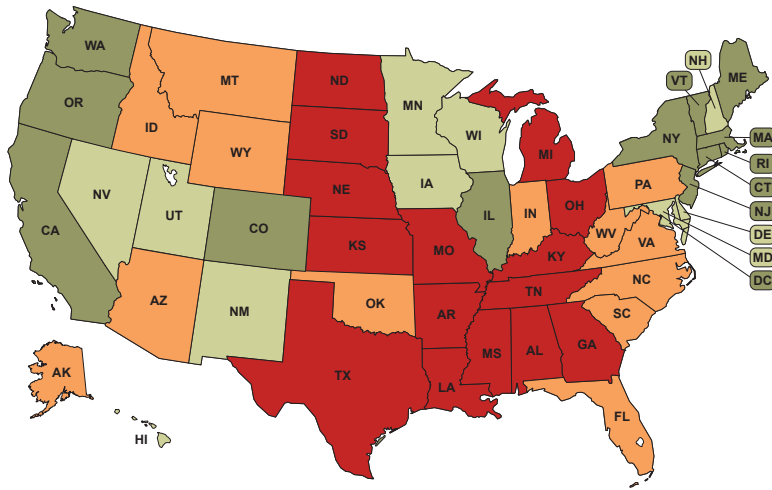 WA
OR
CA
NV
ID
MT
WY
UT
CO
AZ
NM
ND
SD
NE
KS
OK
TX
MN
IA
MO
AR
LA
WI
IL
MI
IN
OH
KY
TN
MS
AL
GA
FL
SC
NC
VA
WV
PA
NY
VT
NH
ME
MA
RI
CT
NJ
DE
MD
DC
AK
HI